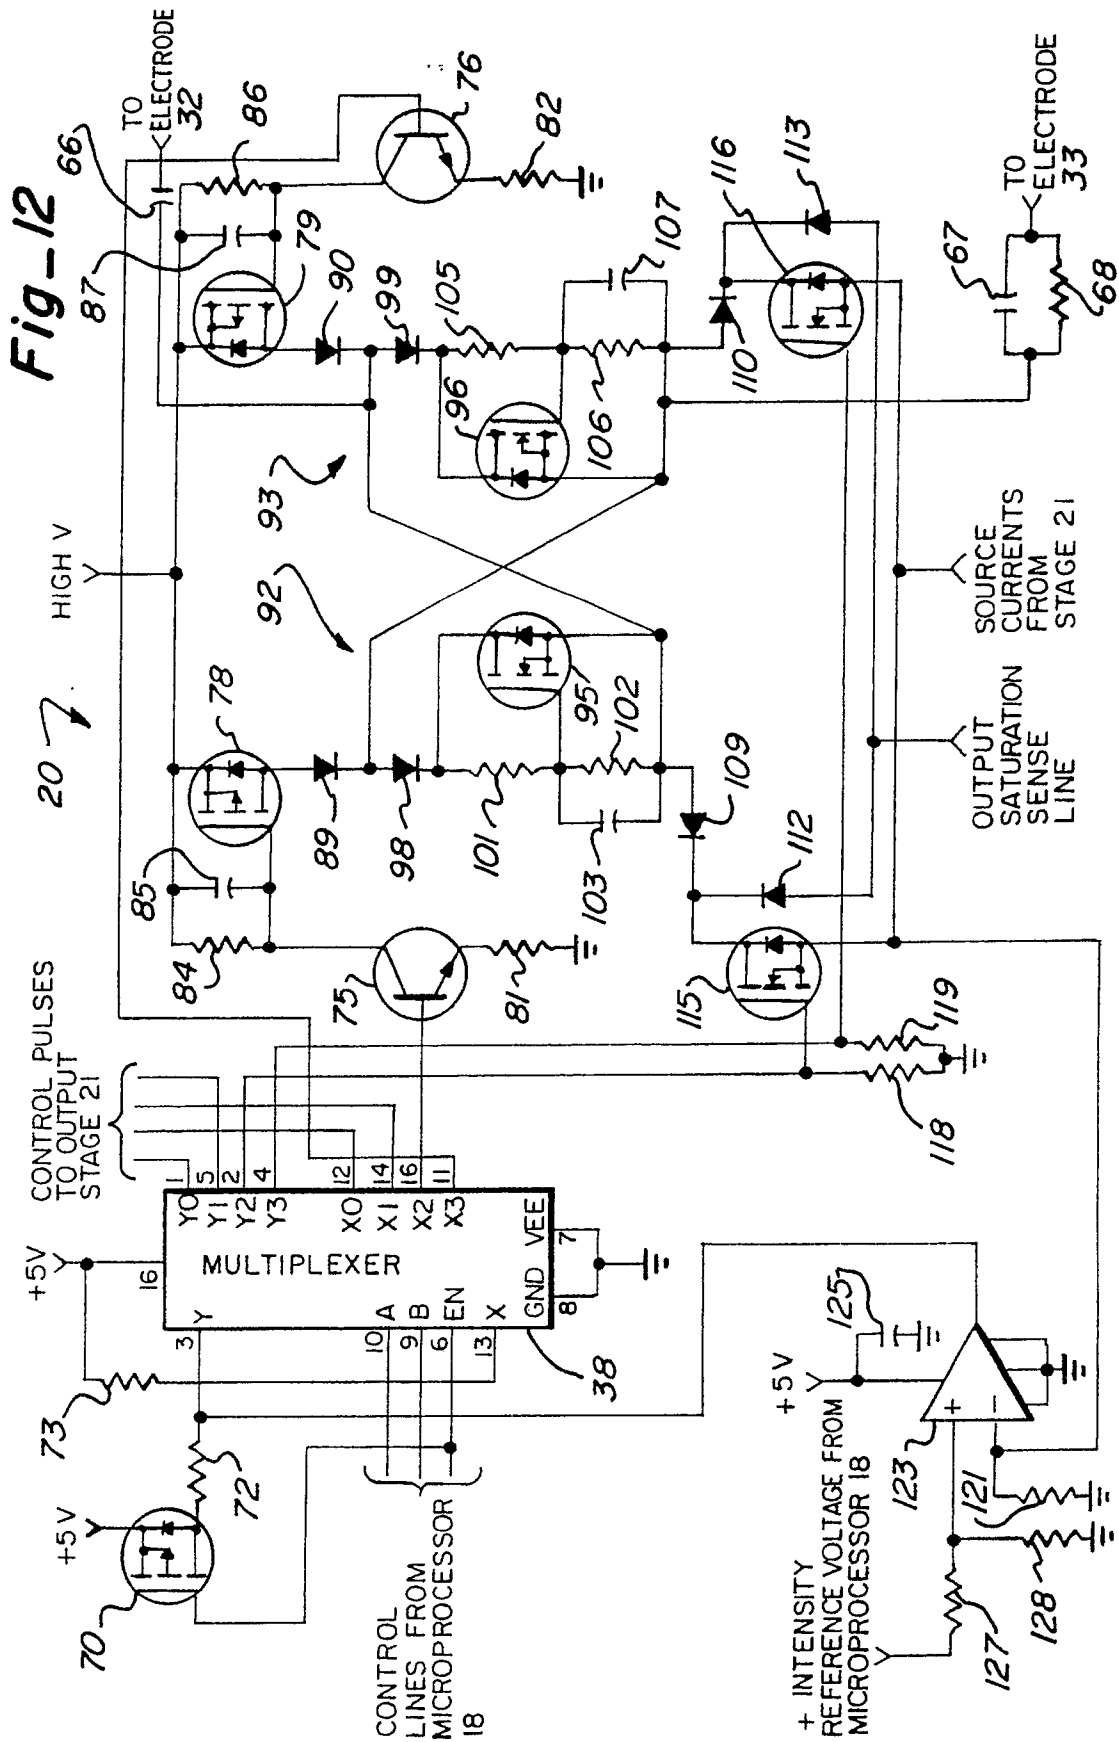 Fig_12
20
HIGH V
66
TO
ELECTRODE
32
87
86
79
76
82
90
99
93
92
96
105
106
107
110
116
113
TO
ELECTRODE
33
67
68
78
85
84
89
98
101
103
102
95
109
112
75
81
115
119
118
OUTPUT
SATURATION
SENSE
LINE
SOURCE
CURRENTS
FROM
STAGE 21
CONTROL PULSES
TO OUTPUT
STAGE 21
+5V
16
1
5
2
4
12
14
16
11
Y0
Y1
Y2
Y3
X0
X1
X2
X3
MULTIPLEXER
Y
A
B
EN
X
GND
VEE
3
10
9
6
13
8
7
38
73
72
+5V
70
CONTROL
LINES FROM
MICROPROCESSOR
18
+5V
125
123
+
−
121
128
127
+ INTENSITY
REFERENCE VOLTAGE FROM
MICROPROCESSOR 18